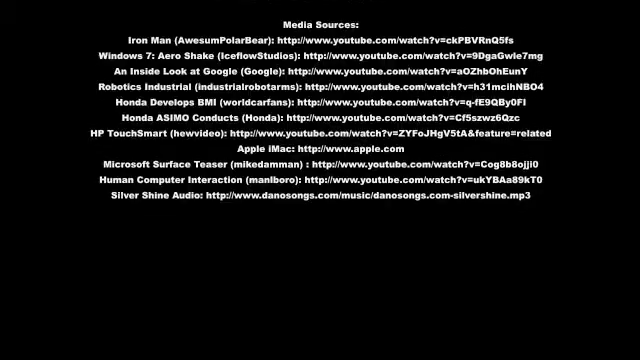 Media Sources:
Iron Man (AwesumPolarBear): http://www.youtube.com/watch?v=ckPBVRnQ5fs
Windows 7: Aero Shake (IceflowStudios): http://www.youtube.com/watch?v=9DgaGwle7mg
An Inside Look at Google (Google): http://www.youtube.com/watch?v=aOZhbOhEunY
Robotics Industrial (industrialrobotarms): http://www.youtube.com/watch?v=h31mcihNBO4
Honda Develops BMI (worldcarfans): http://www.youtube.com/watch?v=q-fE9QBy0FI
Honda ASIMO Conducts (Honda): http://www.youtube.com/watch?v=Cf5szwz6Qzc
HP TouchSmart (hewvideo): http://www.youtube.com/watch?v=ZYFoJHgV5tA&feature=related
Apple iMac: http://www.apple.com
Microsoft Surface Teaser (mikedamman) : http://www.youtube.com/watch?v=Cog8b8ojji0
Human Computer Interaction (manlboro): http://www.youtube.com/watch?v=ukYBAa89kT0
Silver Shine Audio: http://www.danosongs.com/music/danosongs.com-silvershine.mp3